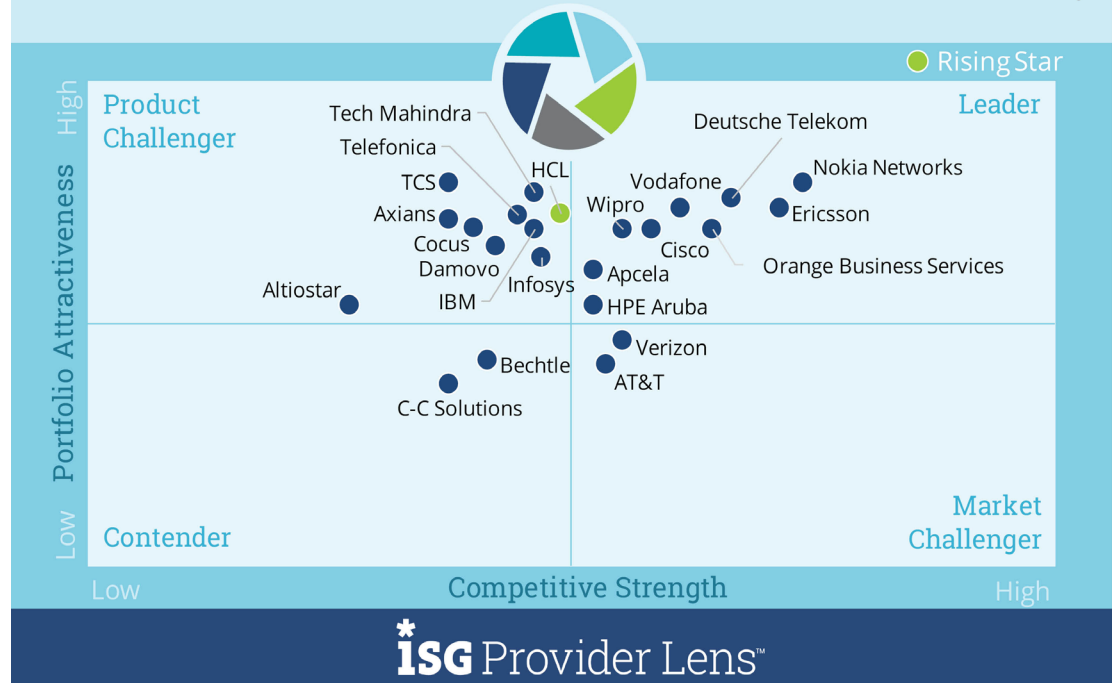 Rising Star
High
Product
Challenger
Leader
Tech Mahindra
Deutsche Telekom
Telefonica
HCL
Nokia Networks
TCS
Vodafone
Wipro
Axians
Ericsson
Cocus
Cisco
Damovo
Orange Business Services
Infosys
Apcela
Altiostar
IBM
HPE Aruba
Verizon
Bechtle
AT&T
C-C Solutions
Portfolio Attractiveness
Low
Contender
Market
Challenger
Low
Competitive Strength
High
*iSG Provider Lens™